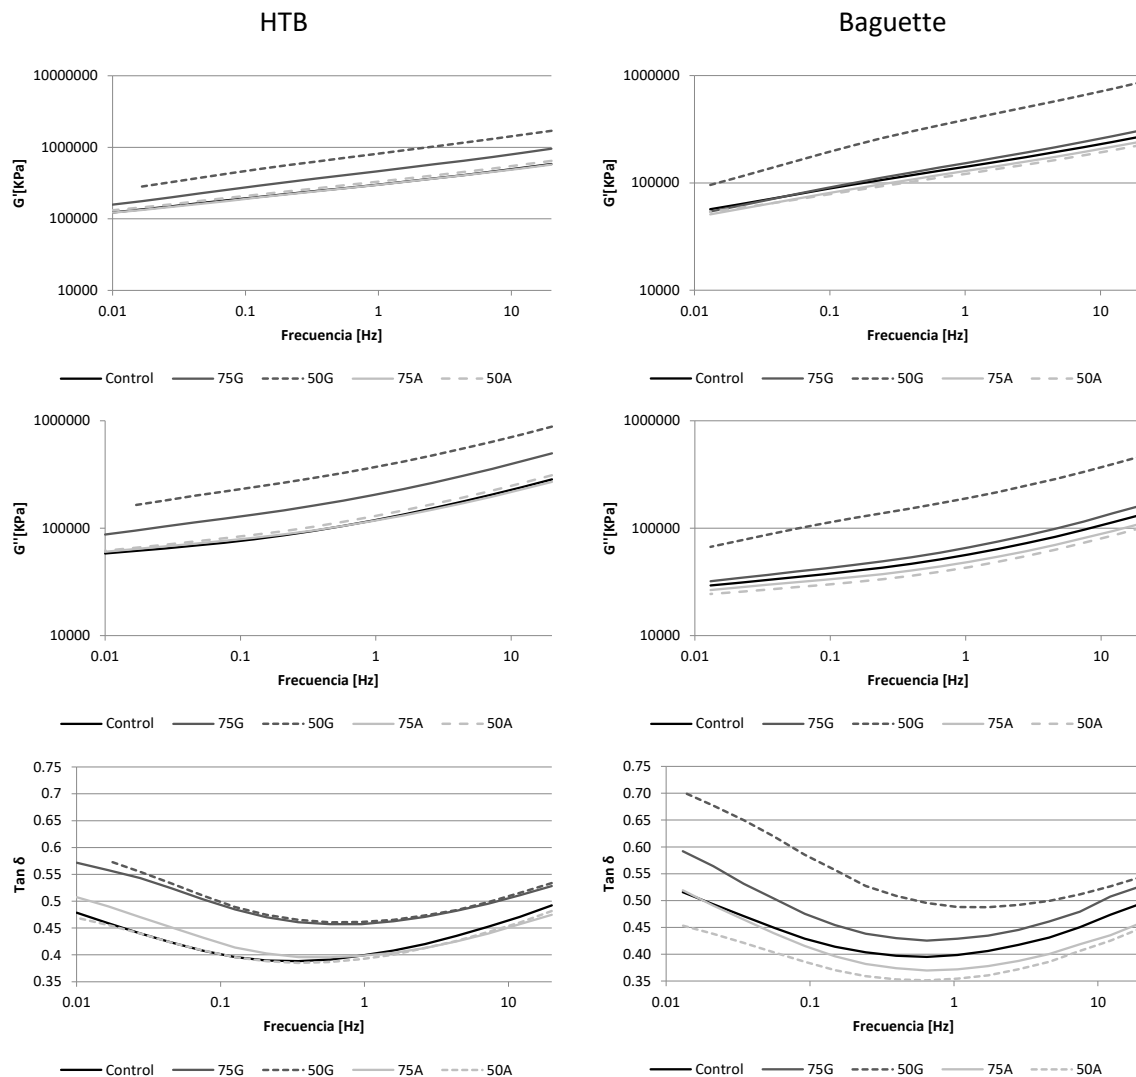 HTB
Baguette
10000000
1000000
100000
10000
G'[KPa]
0.01 0.1 1 10
Frecuencia [Hz]
Control 75G 50G 75A 50A
1000000
100000
10000
G'[KPa]
0.01 0.1 1 10
Frecuencia [Hz]
Control 75G 50G 75A 50A
1000000
100000
10000
G''[KPa]
0.01 0.1 1 10
Frecuencia [Hz]
Control 75G 50G 75A 50A
1000000
100000
10000
G''[KPa]
0.01 0.1 1 10
Frecuencia [Hz]
Control 75G 50G 75A 50A
0.75
0.7
0.65
0.6
0.55
0.5
0.45
0.4
0.35
Tan δ
0.01 0.1 1 10
Frecuencia [Hz]
Control 75G 50G 75A 50A
0.75
0.70
0.65
0.60
0.55
0.50
0.45
0.40
0.35
Tan δ
0.01 0.1 1 10
Frecuencia [Hz]
Control 75G 50G 75A 50A